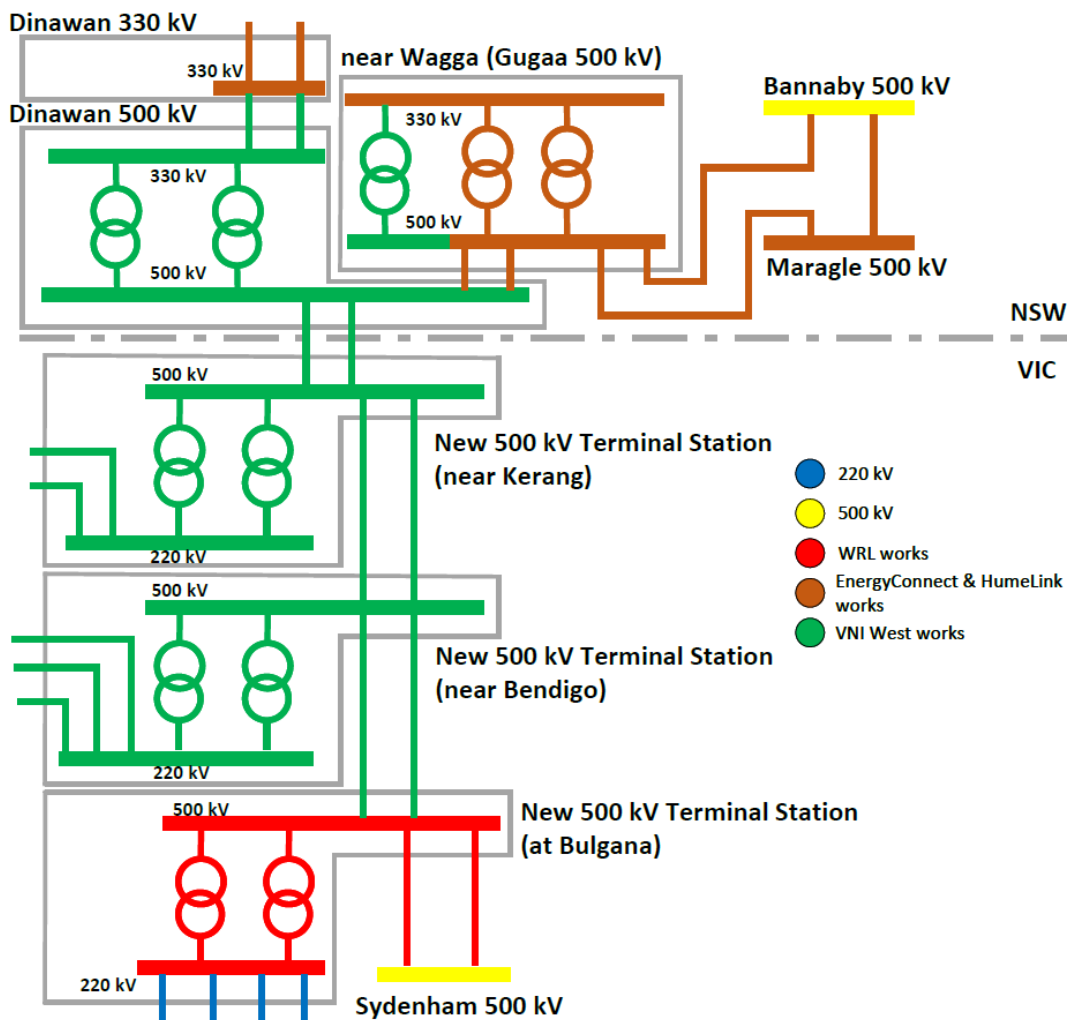 Dinawan 330 kV
330 kV
Dinawan 500 kV
330 kV
500 kV
near Wagga (Gugaa 500 kV)
330 kV
500 kV
Bannaby 500 kV
Maragle 500 kV
NSW
VIC
500 kV
New 500 kV Terminal Station
(near Kerang)
220 kV
500 kV
New 500 kV Terminal Station
(near Bendigo)
220 kV
500 kV
New 500 kV Terminal Station
(at Bulgana)
220 kV
Sydenham 500 kV
220 kV
500 kV
WRL works
EnergyConnect & HumeLink
works
VNI West works